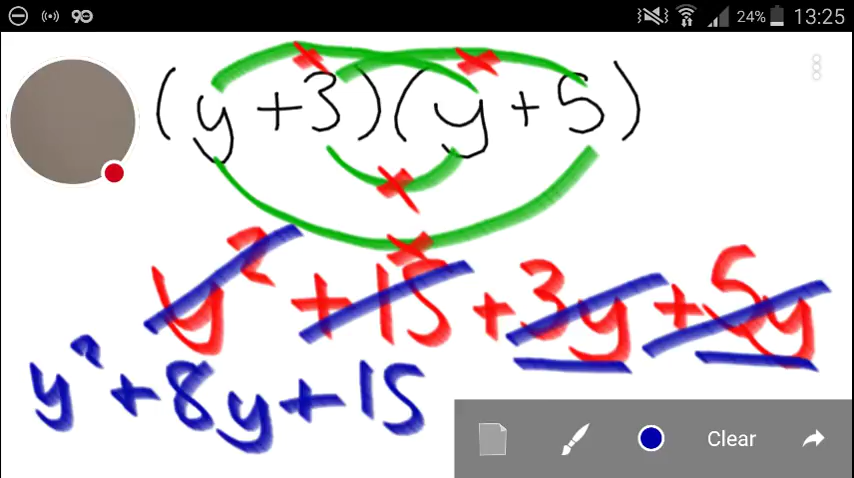 24% 13:25
(y+3)(y+5)
y² +15 +3y +5y
y²+8y+15
Clear